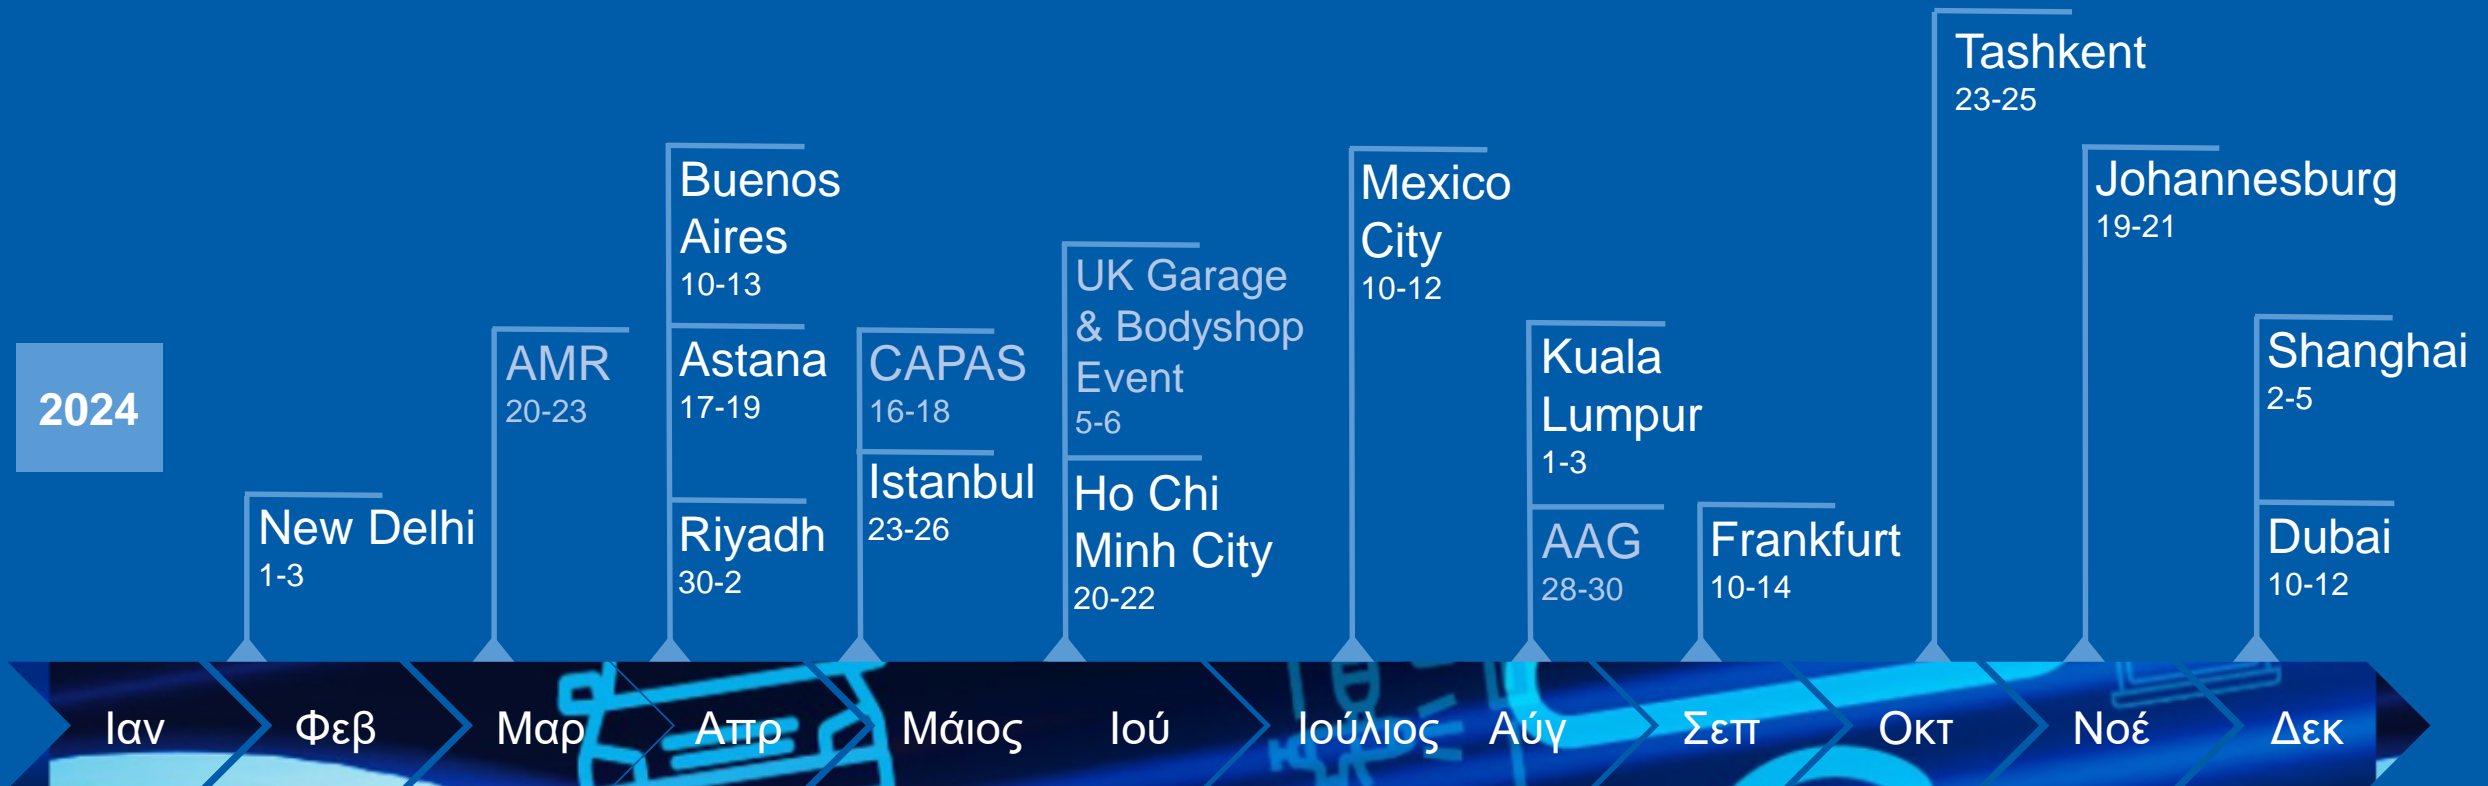 2024
New Delhi
1-3
AMR
20-23
Buenos
Aires
10-13
Astana
17-19
Riyadh
30-2
CAPAS
16-18
Istanbul
23-26
UK Garage
& Bodyshop
Event
5-6
Ho Chi
Minh City
20-22
Mexico
City
10-12
Kuala
Lumpur
1-3
AAG
28-30
Frankfurt
10-14
Tashkent
23-25
Johannesburg
19-21
Shanghai
2-5
Dubai
10-12
Ιαν
Φεβ
Μαρ
Απρ
Μάιος
Ιού
Ιούλιος
Αύγ
Σεπ
Οκτ
Νοέ
Δεκ